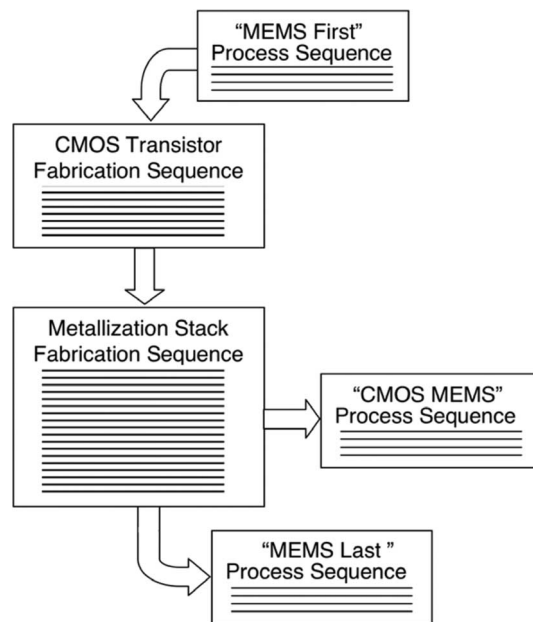 “MEMS First”
Process Sequence
CMOS Transistor
Fabrication Sequence
Metallization Stack
Fabrication Sequence
“CMOS MEMS”
Process Sequence
“MEMS Last ”
Process Sequence